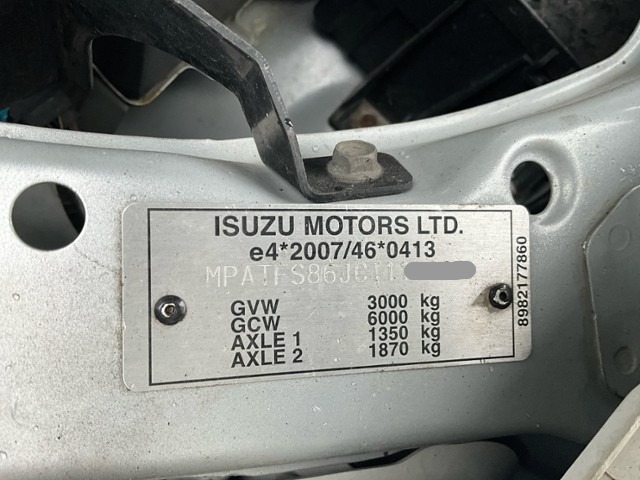 ISUZU MOTORS LTD.
e4*2007/46*0413
MPATFS86JCT1
GVW 3000 kg
GCW 6000 kg
AXLE 1 1350 kg
AXLE 2 1870 kg
8982177860